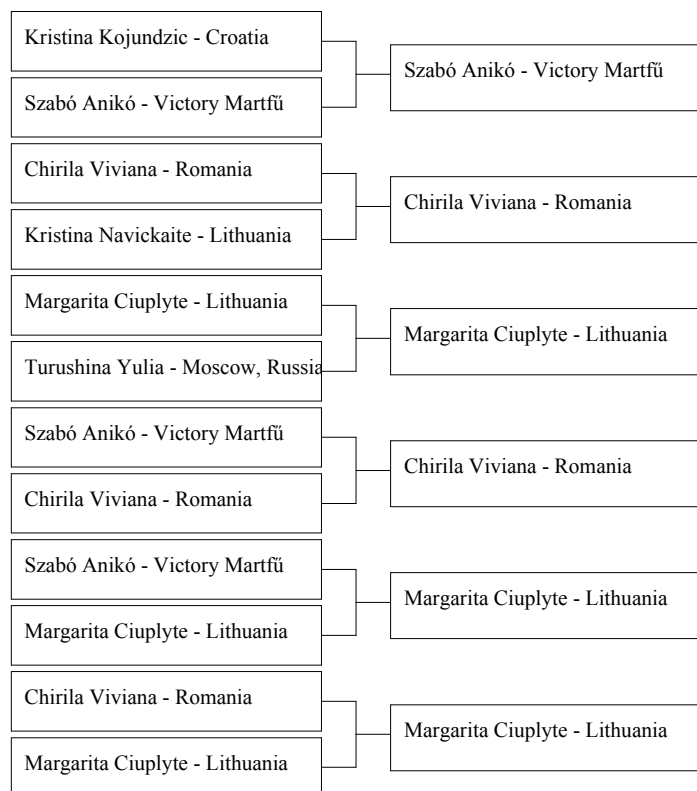 Kristina Kojundzic - Croatia
Szabó Anikó - Victory Martfű
Szabó Anikó - Victory Martfű
Chirila Viviana - Romania
Kristina Navickaite - Lithuania
Chirila Viviana - Romania
Margarita Ciuplyte - Lithuania
Turushina Yulia - Moscow, Russia
Margarita Ciuplyte - Lithuania
Szabó Anikó - Victory Martfű
Chirila Viviana - Romania
Chirila Viviana - Romania
Szabó Anikó - Victory Martfű
Margarita Ciuplyte - Lithuania
Margarita Ciuplyte - Lithuania
Chirila Viviana - Romania
Margarita Ciuplyte - Lithuania
Margarita Ciuplyte - Lithuania